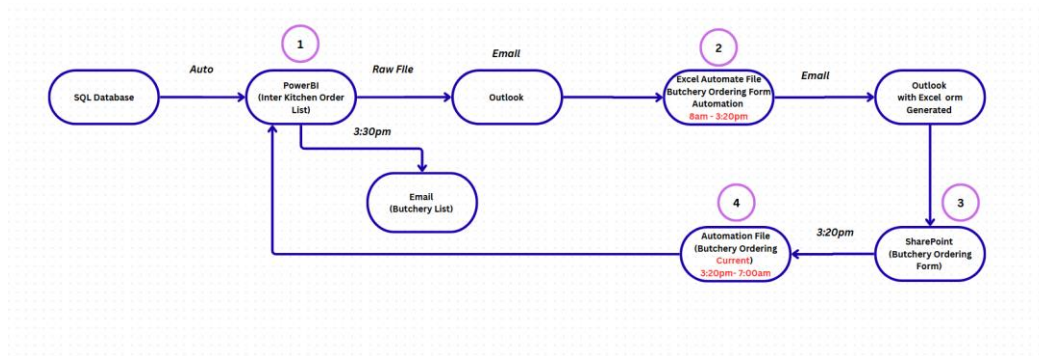 1
2
Auto
Raw File
Email
Email
SQL Database
PowerBI
(Inter Kitchen Order
List)
Outlook
Excel Automate File
Butchery Ordering Form
Automation
8am - 3:20pm
Outlook
with Excel orm
Generated
3:30pm
Email
(Butchery List)
4
3
Automation File
(Butchery Ordering
Current)
3:20pm- 7:00am
3:20pm
SharePoint
(Butchery Ordering
Form)